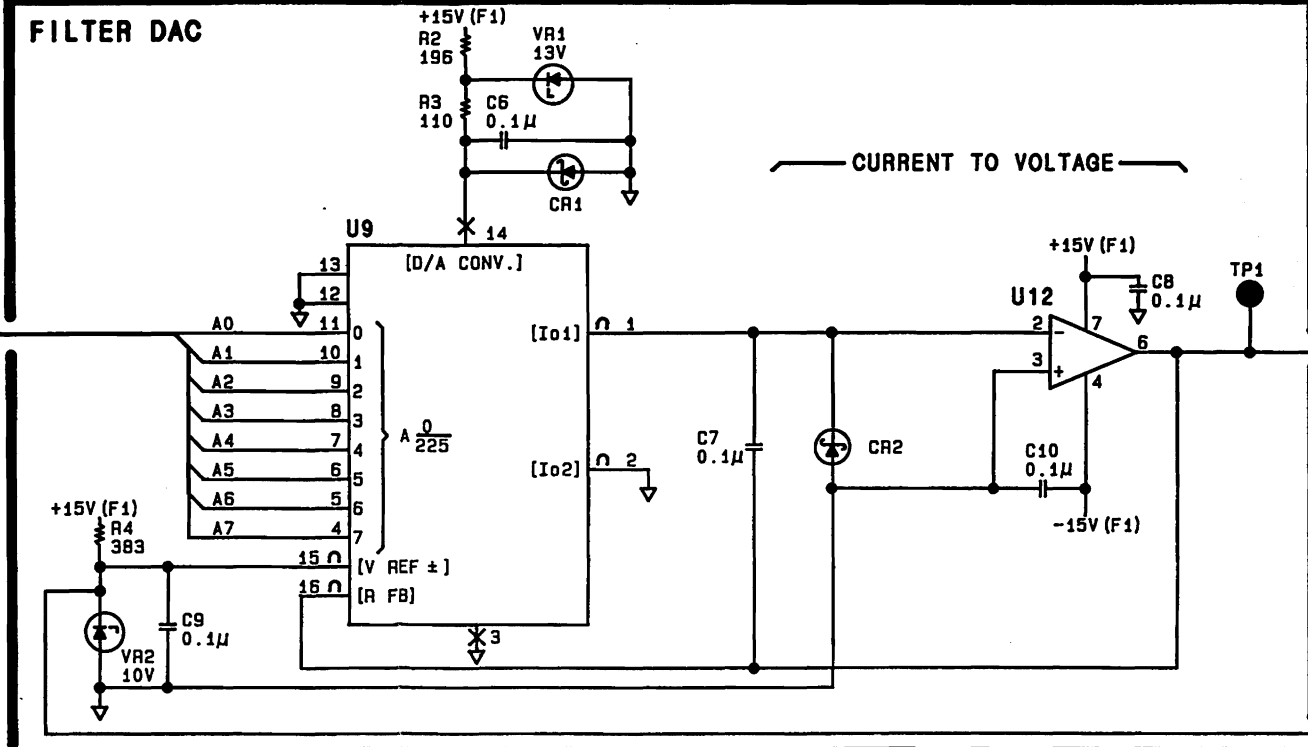 FILTER DAC
+15V(F1)
R2
196
VR1
13V
R3
110
C6
0.1µ
CR1
CURRENT TO VOLTAGE
U9
14
[D/A CONV.]
13
12
A0
11
0
A1
10
1
A2
9
2
A3
8
3
A4
7
4
A5
6
5
A6
5
6
A7
4
7
A 0/225
[Io1]
1
[Io2]
2
+15V(F1)
R4
383
15
[V REF ±]
16
[R FB]
3
C9
0.1µ
VR2
10V
C7
0.1µ
CR2
C10
0.1µ
-15V(F1)
+15V(F1)
C8
0.1µ
U12
2
-
3
+
7
4
6
TP1